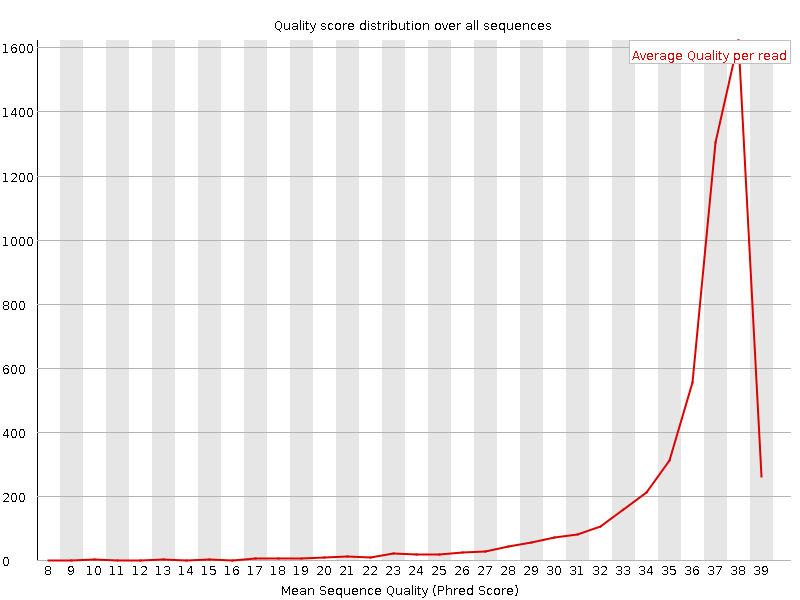 Quality score distribution over all sequences
Average Quality per read
1600
1400
1200
1000
800
600
400
200
0
8 9 10 11 12 13 14 15 16 17 18 19 20 21 22 23 24 25 26 27 28 29 30 31 32 33 34 35 36 37 38 39
Mean Sequence Quality (Phred Score)